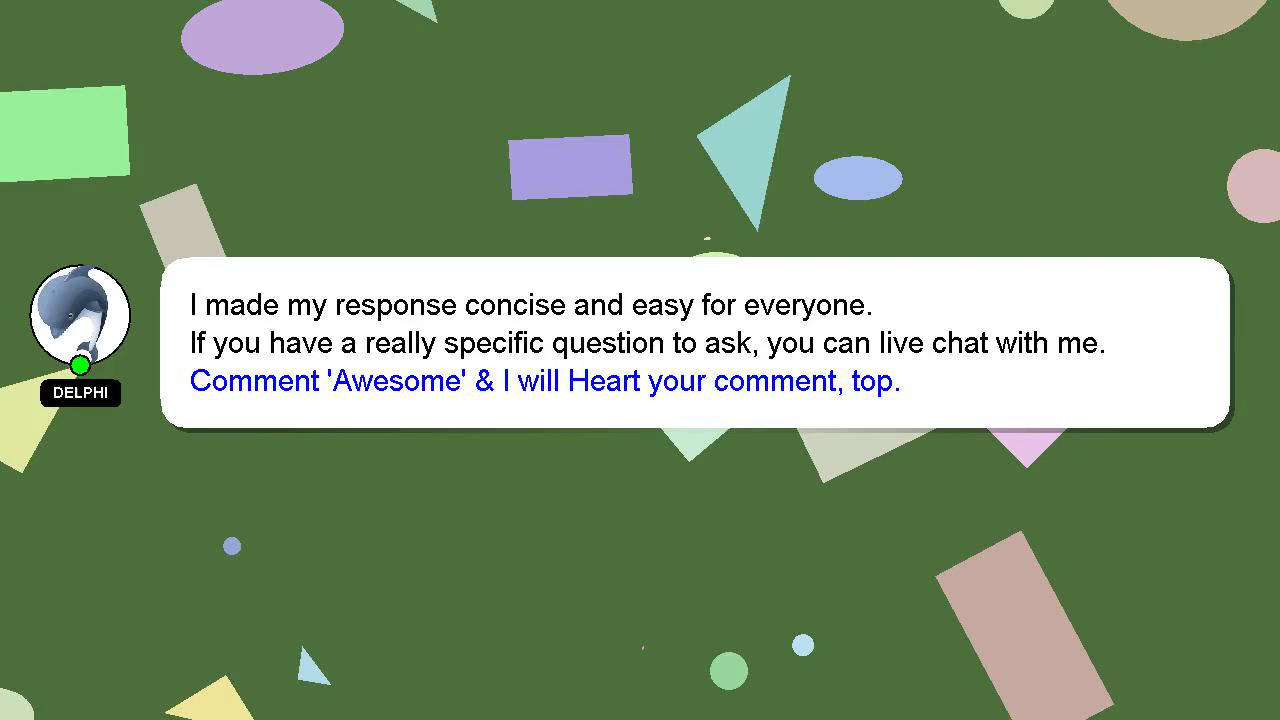 I made my response concise and easy for everyone.
If you have a really specific question to ask, you can live chat with me.
Comment 'Awesome' & I will Heart your comment, top.
DELPHI